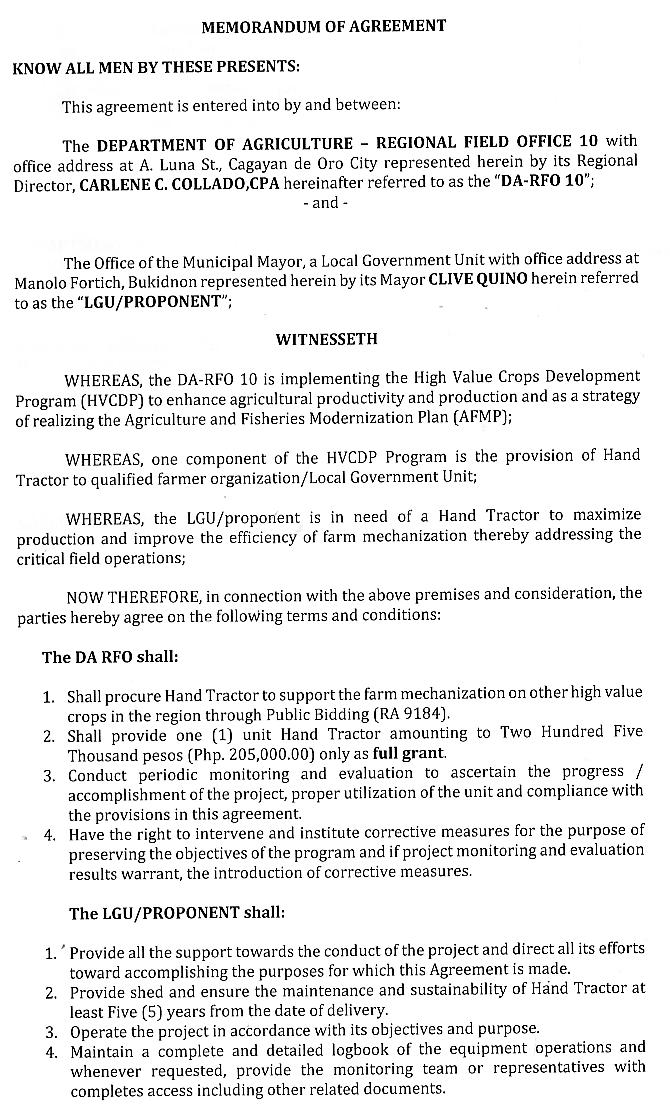 MEMORANDUM OF AGREEMENT
KNOW ALL MEN BY THESE PRESENTS:
This agreement is entered into by and between:
The DEPARTMENT OF AGRICULTURE – REGIONAL FIELD OFFICE 10 with
office address at A. Luna St., Cagayan de Oro City represented herein by its Regional
Director, CARLENE C. COLLADO,CPA hereinafter referred to as the “DA-RFO 10”;
- and -
The Office of the Municipal Mayor, a Local Government Unit with office address at
Manolo Fortich, Bukidnon represented herein by its Mayor CLIVE QUINO herein referred
to as the “LGU/PROPONENT”;
WITNESSETH
WHEREAS, the DA-RFO 10 is implementing the High Value Crops Development
Program (HVCDP) to enhance agricultural productivity and production and as a strategy
of realizing the Agriculture and Fisheries Modernization Plan (AFMP);
WHEREAS, one component of the HVCDP Program is the provision of Hand
Tractor to qualified farmer organization/Local Government Unit;
WHEREAS, the LGU/proponent is in need of a Hand Tractor to maximize
production and improve the efficiency of farm mechanization thereby addressing the
critical field operations;
NOW THEREFORE, in connection with the above premises and consideration, the
parties hereby agree on the following terms and conditions:
The DA RFO shall:
1. Shall procure Hand Tractor to support the farm mechanization on other high value
crops in the region through Public Bidding (RA 9184).
2. Shall provide one (1) unit Hand Tractor amounting to Two Hundred Five
Thousand pesos (Php. 205,000.00) only as full grant.
3. Conduct periodic monitoring and evaluation to ascertain the progress /
accomplishment of the project, proper utilization of the unit and compliance with
the provisions in this agreement.
4. Have the right to intervene and institute corrective measures for the purpose of
preserving the objectives of the program and if project monitoring and evaluation
results warrant, the introduction of corrective measures.
The LGU/PROPONENT shall:
1. Provide all the support towards the conduct of the project and direct all its efforts
toward accomplishing the purposes for which this Agreement is made.
2. Provide shed and ensure the maintenance and sustainability of Hand Tractor at
least Five (5) years from the date of delivery.
3. Operate the project in accordance with its objectives and purpose.
4. Maintain a complete and detailed logbook of the equipment operations and
whenever requested, provide the monitoring team or representatives with
completes access including other related documents.